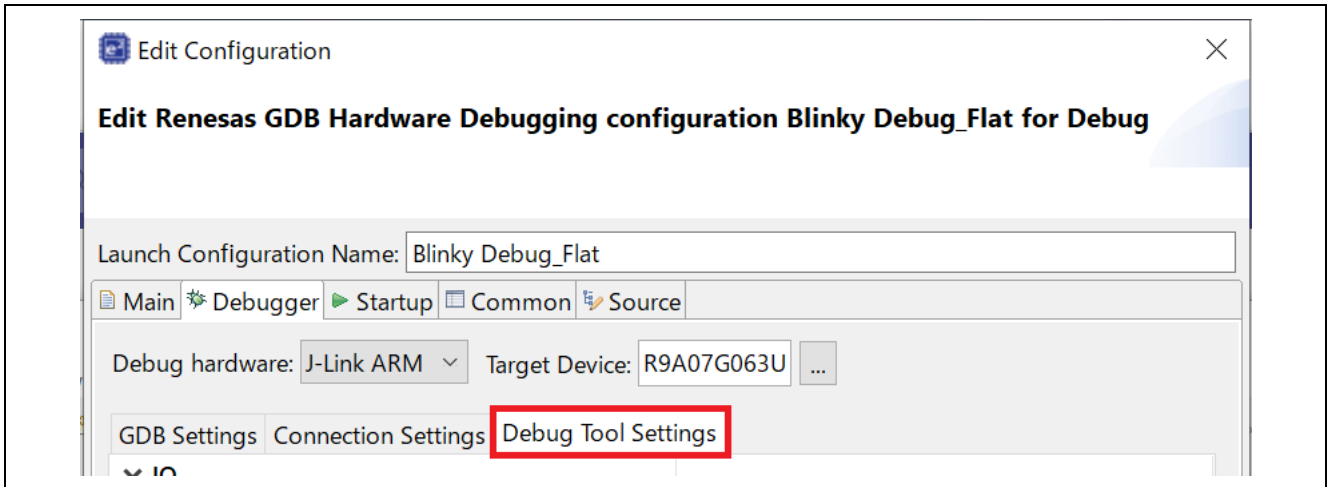 Edit Configuration
Edit Renesas GDB Hardware Debugging configuration Blinky Debug_Flat for Debug
Launch Configuration Name: Blinky Debug_Flat
Main Debugger Startup Common Source
Debug hardware: J-Link ARM Target Device: R9A07G063U ...
GDB Settings Connection Settings Debug Tool Settings
IO